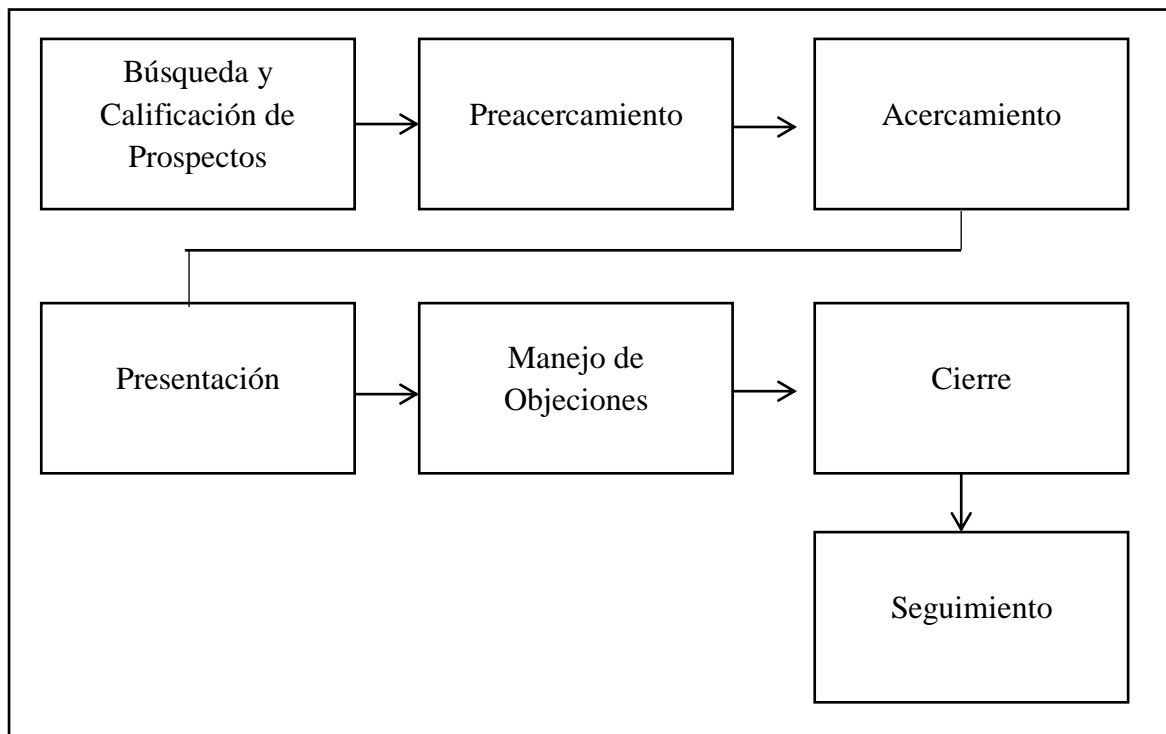 Búsqueda y
Calificación de
Prospectos
Preacercamiento
Acercamiento
Presentación
Manejo de
Objeciones
Cierre
Seguimiento